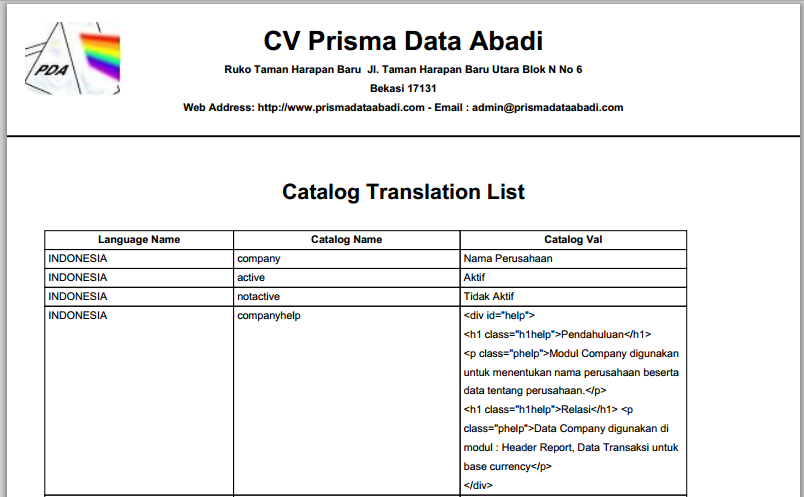 PDA
CV Prisma Data Abadi
Ruko Taman Harapan Baru Jl. Taman Harapan Baru Utara Blok N No 6
Bekasi 17131
Web Address: http://www.prismadataabadi.com - Email : admin@prismadataabadi.com
Catalog Translation List
Language Name Catalog Name Catalog Val
INDONESIA company Nama Perusahaan
INDONESIA active Aktif
INDONESIA notactive Tidak Aktif
INDONESIA companyhelp <div id="help">
<h1 class="h1help">Pendahuluan</h1>
<p class="phelp">Modul Company digunakan
untuk menentukan nama perusahaan beserta
data tentang perusahaan.</p>
<h1 class="h1help">Relasi</h1> <p
class="phelp">Data Company digunakan di
modul : Header Report, Data Transaksi untuk
base currency</p>
</div>